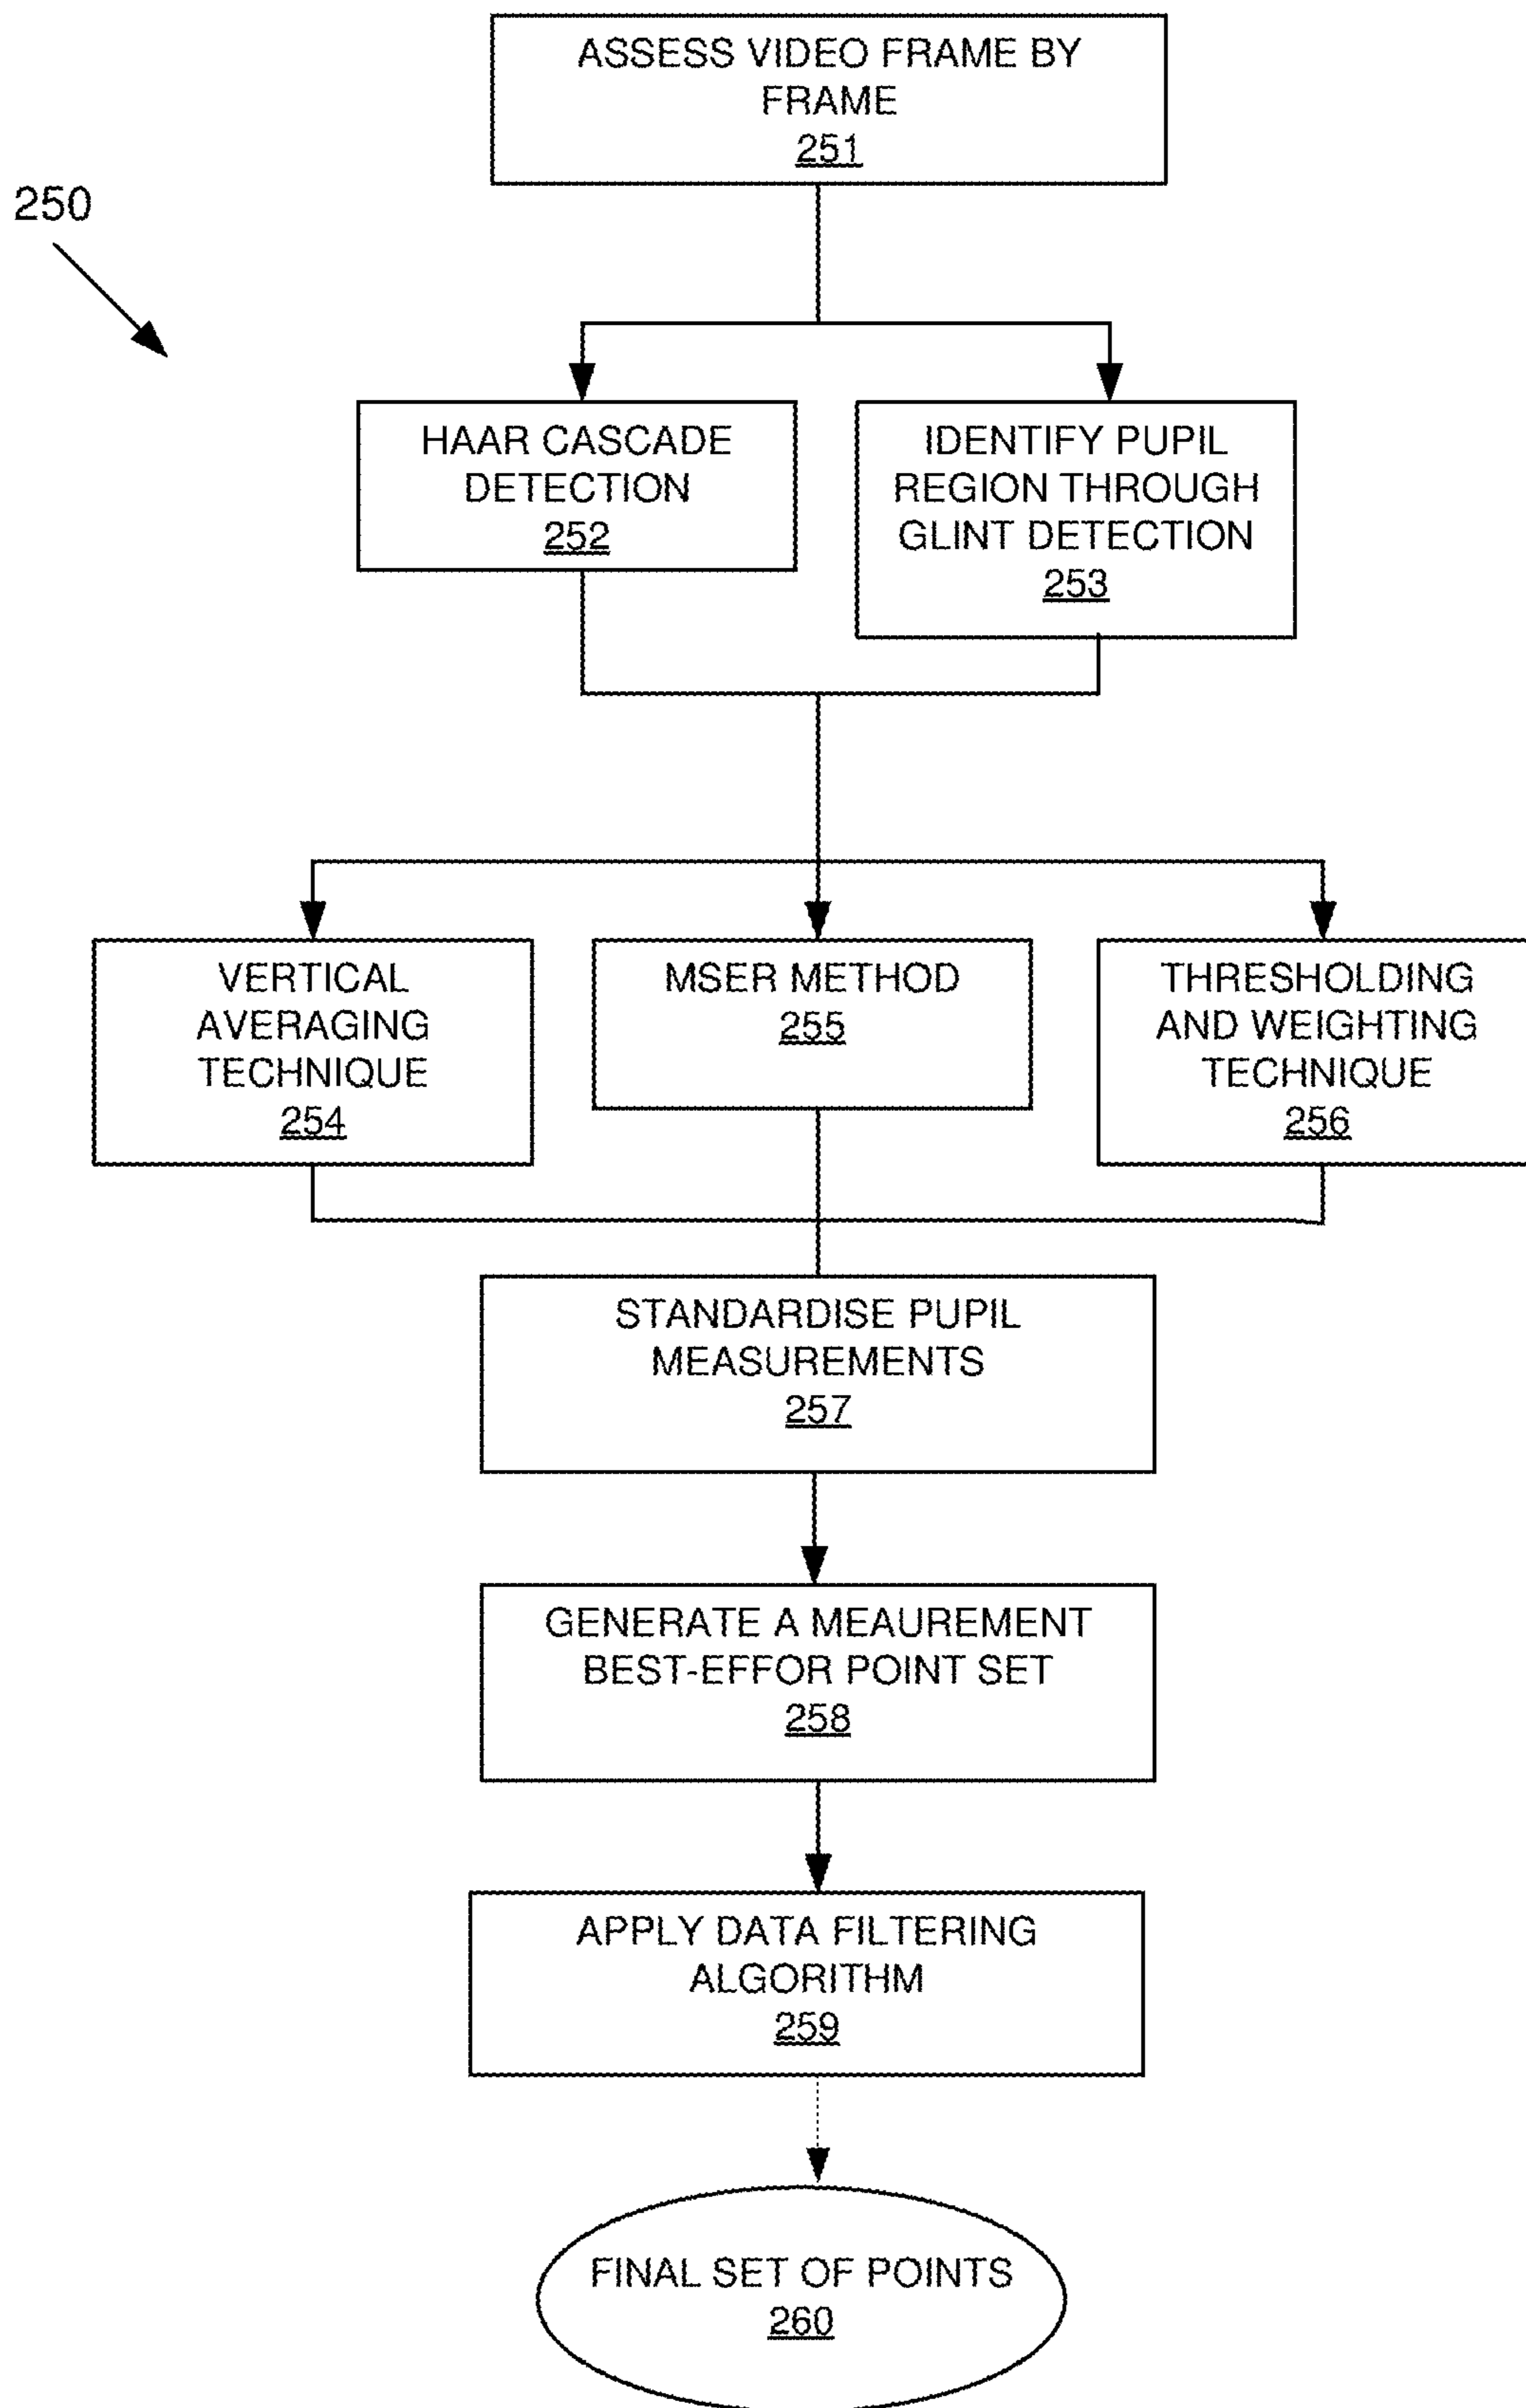 ASSESS VIDEO FRAME BY
FRAME
251
250
HAAR CASCADE
DETECTION
252
IDENTIFY PUPIL
REGION THROUGH
GLINT DETECTION
253
VERTICAL
AVERAGING
TECHNIQUE
254
MSER METHOD
255
THRESHOLDING
AND WEIGHTING
TECHNIQUE
256
STANDARDISE PUPIL
MEASUREMENTS
257
GENERATE A MEAUREMENT
BEST-EFFOR POINT SET
258
APPLY DATA FILTERING
ALGORITHM
259
FINAL SET OF POINTS
260